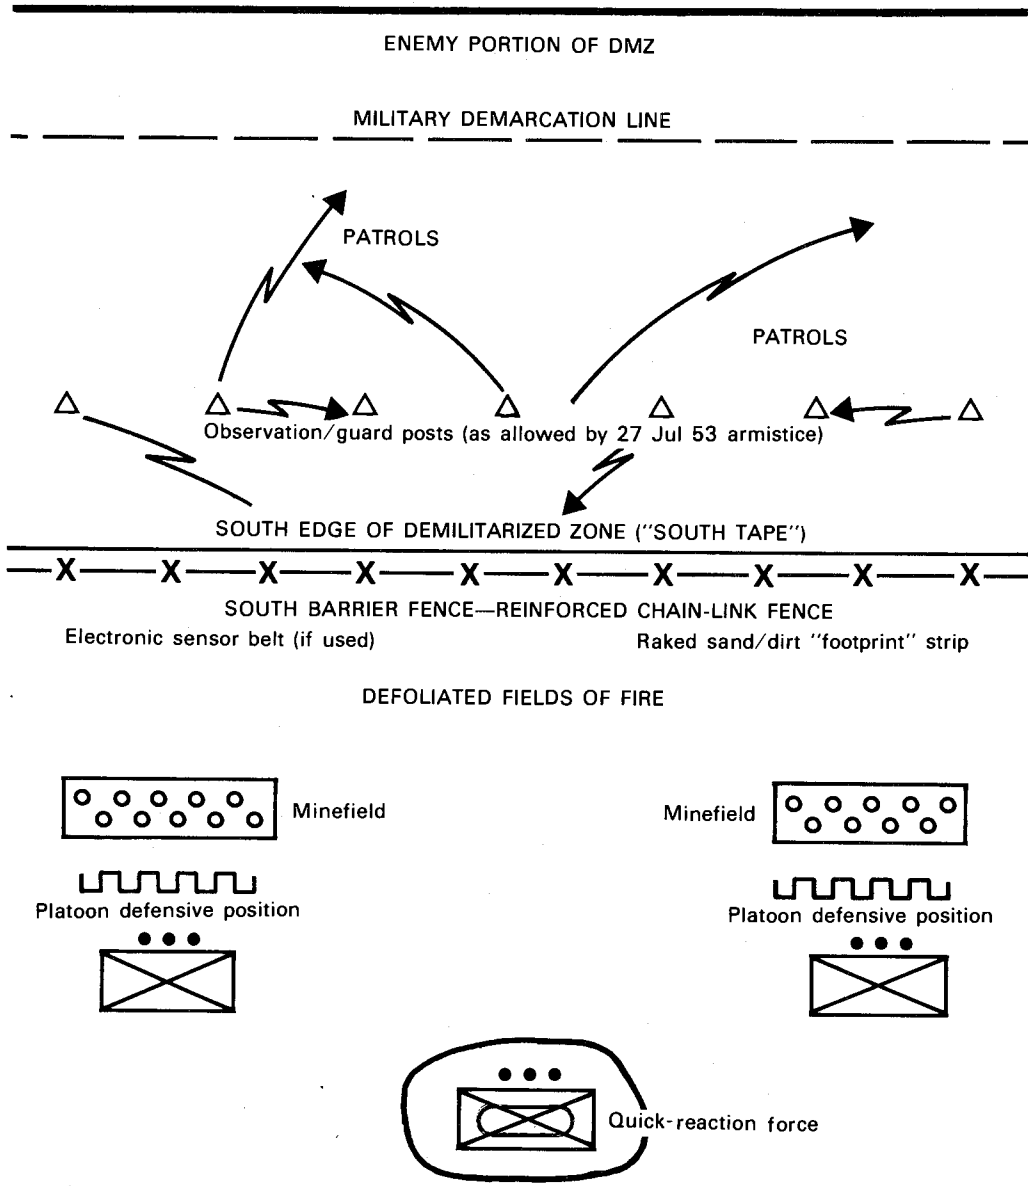 ENEMY PORTION OF DMZ
MILITARY DEMARCATION LINE
PATROLS
PATROLS
Observation/guard posts (as allowed by 27 Jul 53 armistice)
SOUTH EDGE OF DEMILITARIZED ZONE ("SOUTH TAPE")
X X X X X X X X X X
SOUTH BARRIER FENCE—REINFORCED CHAIN-LINK FENCE
Electronic sensor belt (if used)
Raked sand/dirt "footprint" strip
DEFOLIATED FIELDS OF FIRE
Minefield
Minefield
Platoon defensive position
Platoon defensive position
Quick-reaction force